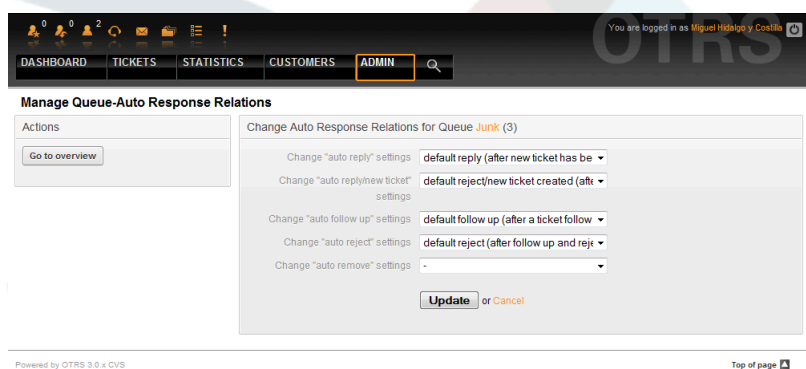 0 0 2
You are logged in as Miguel Hidalgo y Costilla
OTRS
DASHBOARD TICKETS STATISTICS CUSTOMERS ADMIN
Manage Queue-Auto Response Relations
Actions
Go to overview
Change Auto Response Relations for Queue Junk (3)
Change "auto reply" settings default reply (after new ticket has be
Change "auto reply/new ticket" settings default reject/new ticket created (afte
Change "auto follow up" settings default follow up (after a ticket follow
Change "auto reject" settings default reject (after follow up and reje
Change "auto remove" settings -
Update or Cancel
Powered by OTRS 3.0.x CVS
Top of page